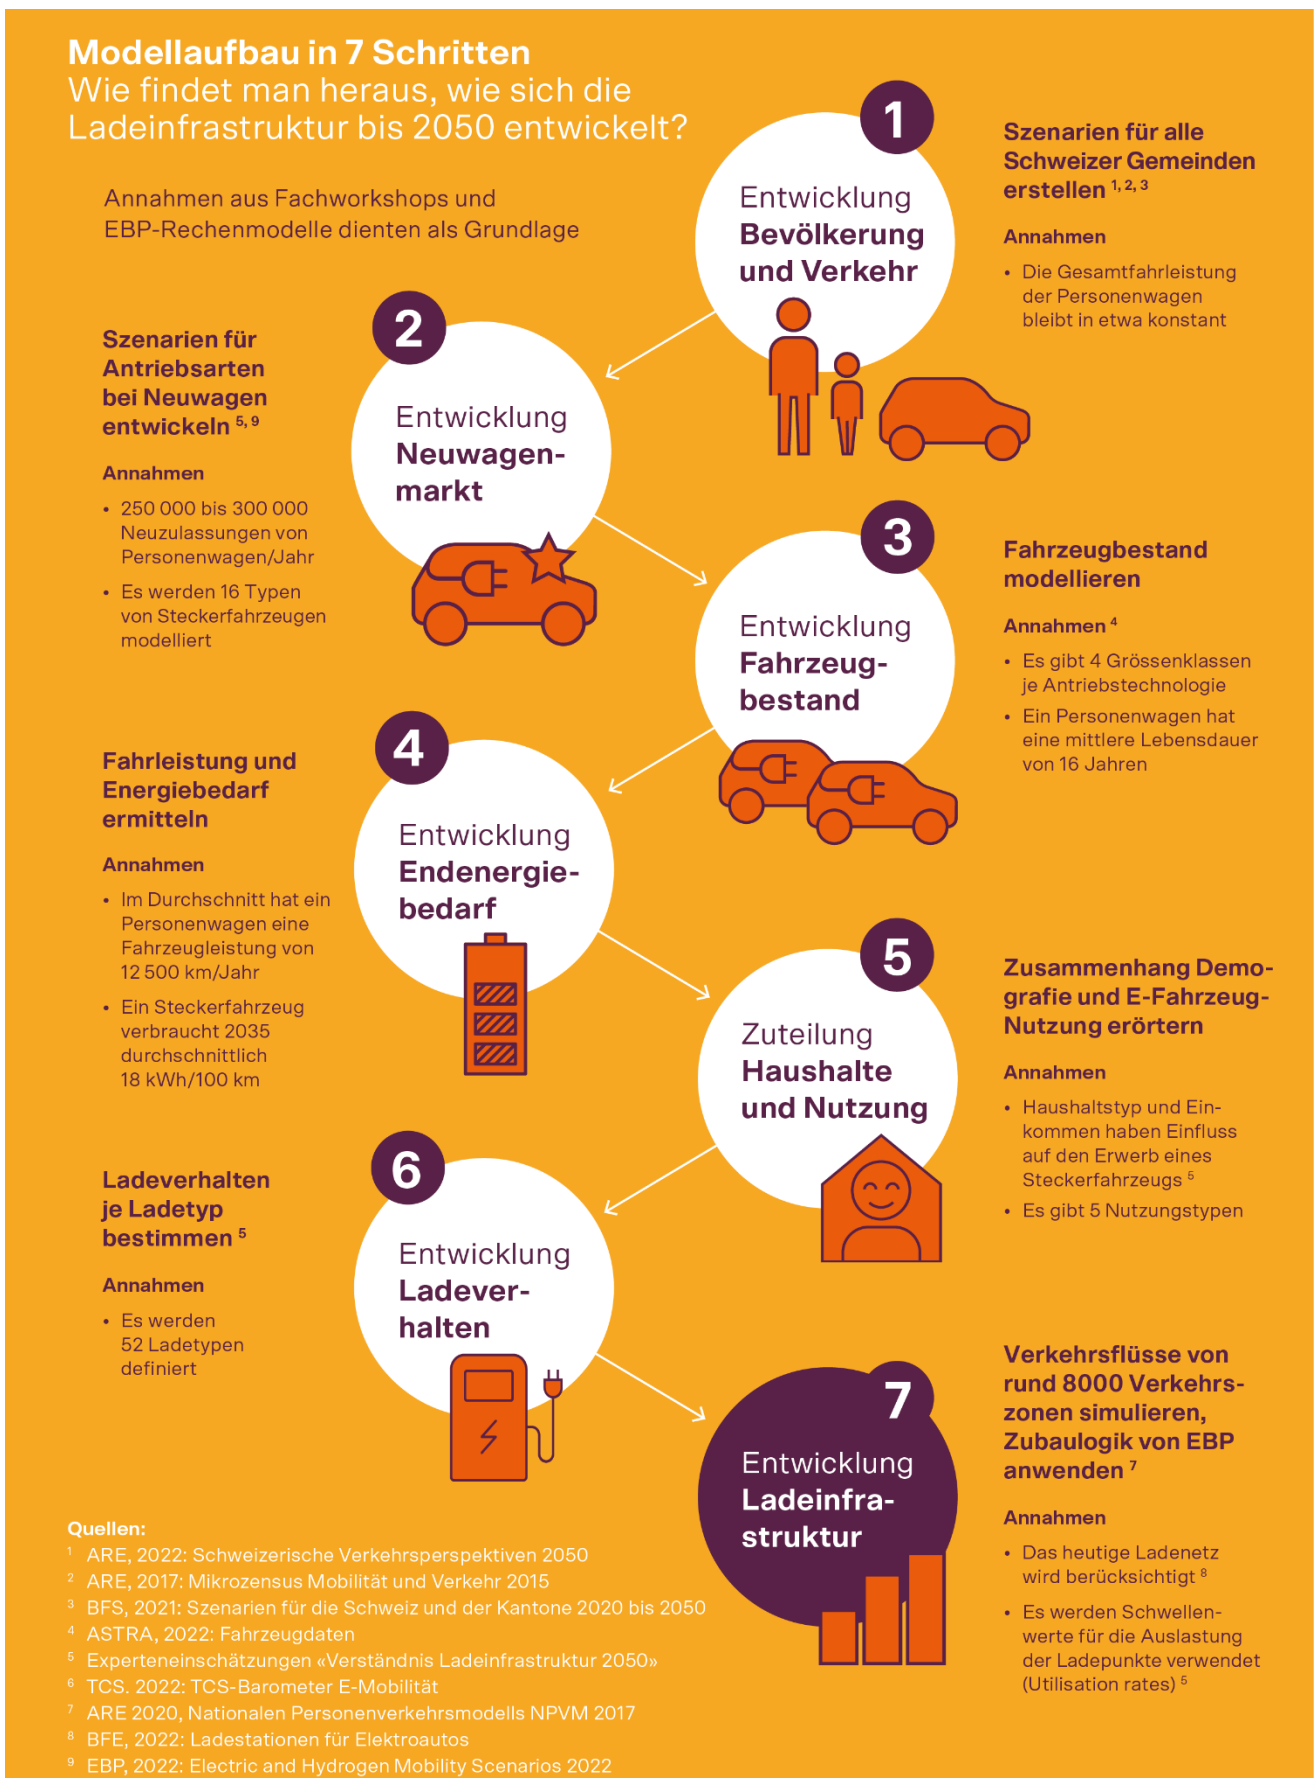 Modellaufbau in 7 Schritten
Wie findet man heraus, wie sich die
Ladeinfrastruktur bis 2050 entwickelt?
Annahmen aus Fachworkshops und
EBP-Rechenmodelle dienten als Grundlage
1
Entwicklung
Bevölkerung
und Verkehr
Szenarien für alle
Schweizer Gemeinden
erstellen 1, 2, 3
Annahmen
• Die Gesamtfahrleistung
der Personenwagen
bleibt in etwa konstant
2
Entwicklung
Neuwagen-
markt
Szenarien für
Antriebsarten
bei Neuwagen
entwickeln 5, 9
Annahmen
• 250 000 bis 300 000
Neuzulassungen von
Personenwagen/Jahr
• Es werden 16 Typen
von Steckerfahrzeugen
modelliert
3
Entwicklung
Fahrzeug-
bestand
Fahrzeugbestand
modellieren
Annahmen 4
• Es gibt 4 Grössenklassen
je Antriebstechnologie
• Ein Personenwagen hat
eine mittlere Lebensdauer
von 16 Jahren
4
Entwicklung
Endenergie-
bedarf
Fahrleistung und
Energiebedarf
ermitteln
Annahmen
• Im Durchschnitt hat ein
Personenwagen eine
Fahrzeugleistung von
12 500 km/Jahr
• Ein Steckerfahrzeug
verbraucht 2035
durchschnittlich
18 kWh/100 km
5
Zuteilung
Haushalte
und Nutzung
Zusammenhang Demo-
grafie und E-Fahrzeug-
Nutzung erörtern
Annahmen
• Haushaltstyp und Ein-
kommen haben Einfluss
auf den Erwerb eines
Steckerfahrzeugs 5
• Es gibt 5 Nutzungstypen
6
Entwicklung
Ladever-
halten
Ladeverhalten
je Ladetyp
bestimmen 5
Annahmen
• Es werden
52 Ladetypen
definiert
7
Entwicklung
Ladeinfra-
struktur
Verkehrsflüsse von
rund 8000 Verkehrs-
zonen simulieren,
Zubaulogik von EBP
anwenden 7
Annahmen
• Das heutige Ladenetz
wird berücksichtigt 8
• Es werden Schwellen-
werte für die Auslastung
der Ladepunkte verwendet
(Utilisation rates) 5
Quellen:
1 ARE, 2022: Schweizerische Verkehrsperspektiven 2050
2 ARE, 2017: Mikrozensus Mobilität und Verkehr 2015
3 BFS, 2021: Szenarien für die Schweiz und der Kantone 2020 bis 2050
4 ASTRA, 2022: Fahrzeugdaten
5 Experteneinschätzungen «Verständnis Ladeinfrastruktur 2050»
6 TCS. 2022: TCS-Barometer E-Mobilität
7 ARE 2020, Nationalen Personenverkehrsmodells NPVM 2017
8 BFE, 2022: Ladestationen für Elektroautos
9 EBP, 2022: Electric and Hydrogen Mobility Scenarios 2022